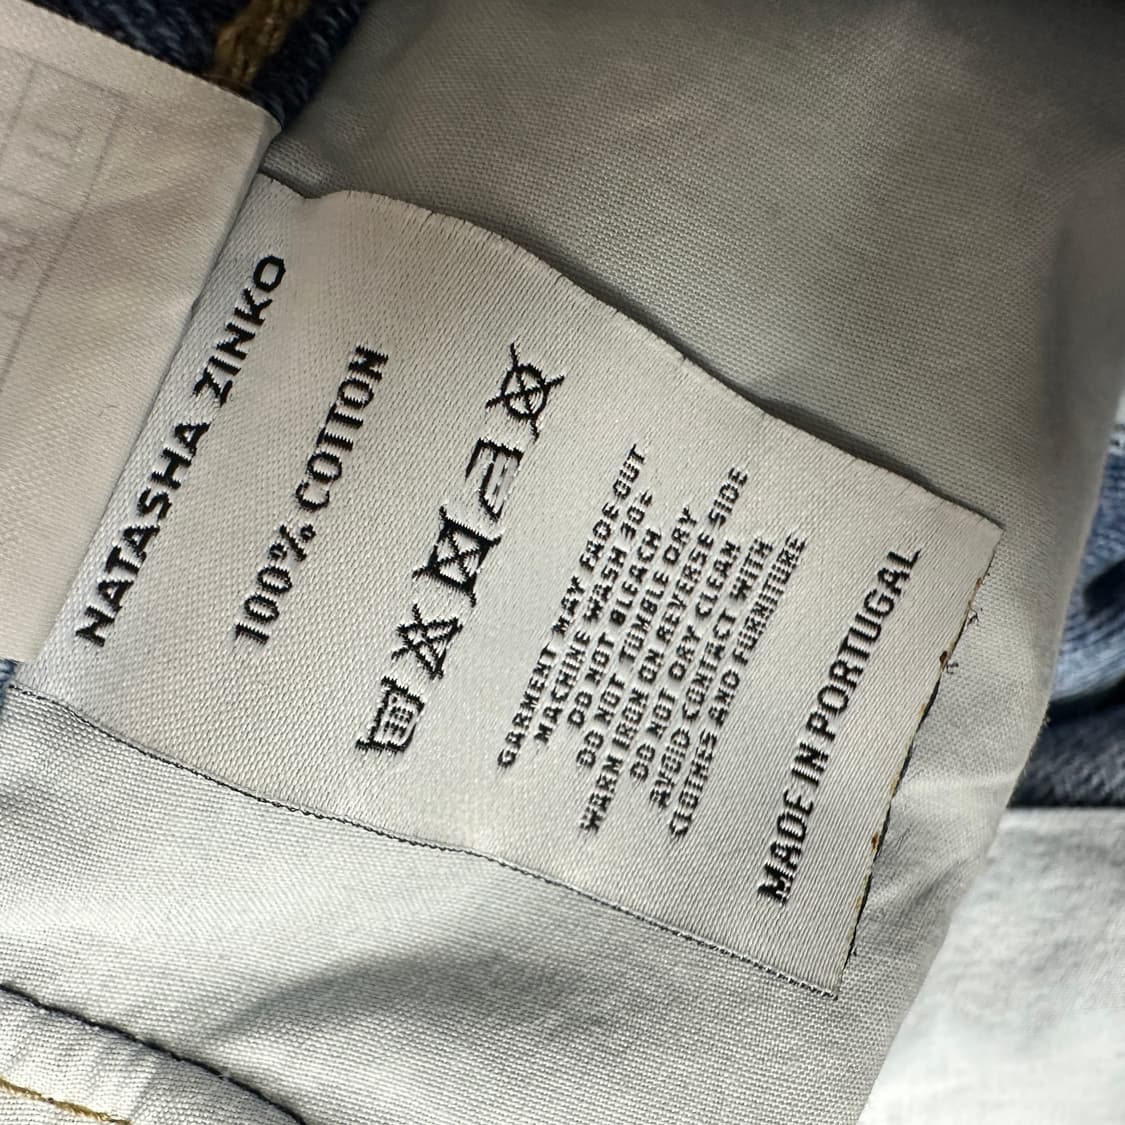 NATASHA ZINKO
100% COTTON
GARMENT MAY FADE OUT
MACHINE WASH 30E
DO NOT BLEACH
DO NOT TUMBLE DRY
WARM IRON ON REVERSE SIDE
DO NOT DRY CLEAN
AVOID CONTACT WITH
CLOTHES AND FURNITURE
MADE IN PORTUGAL